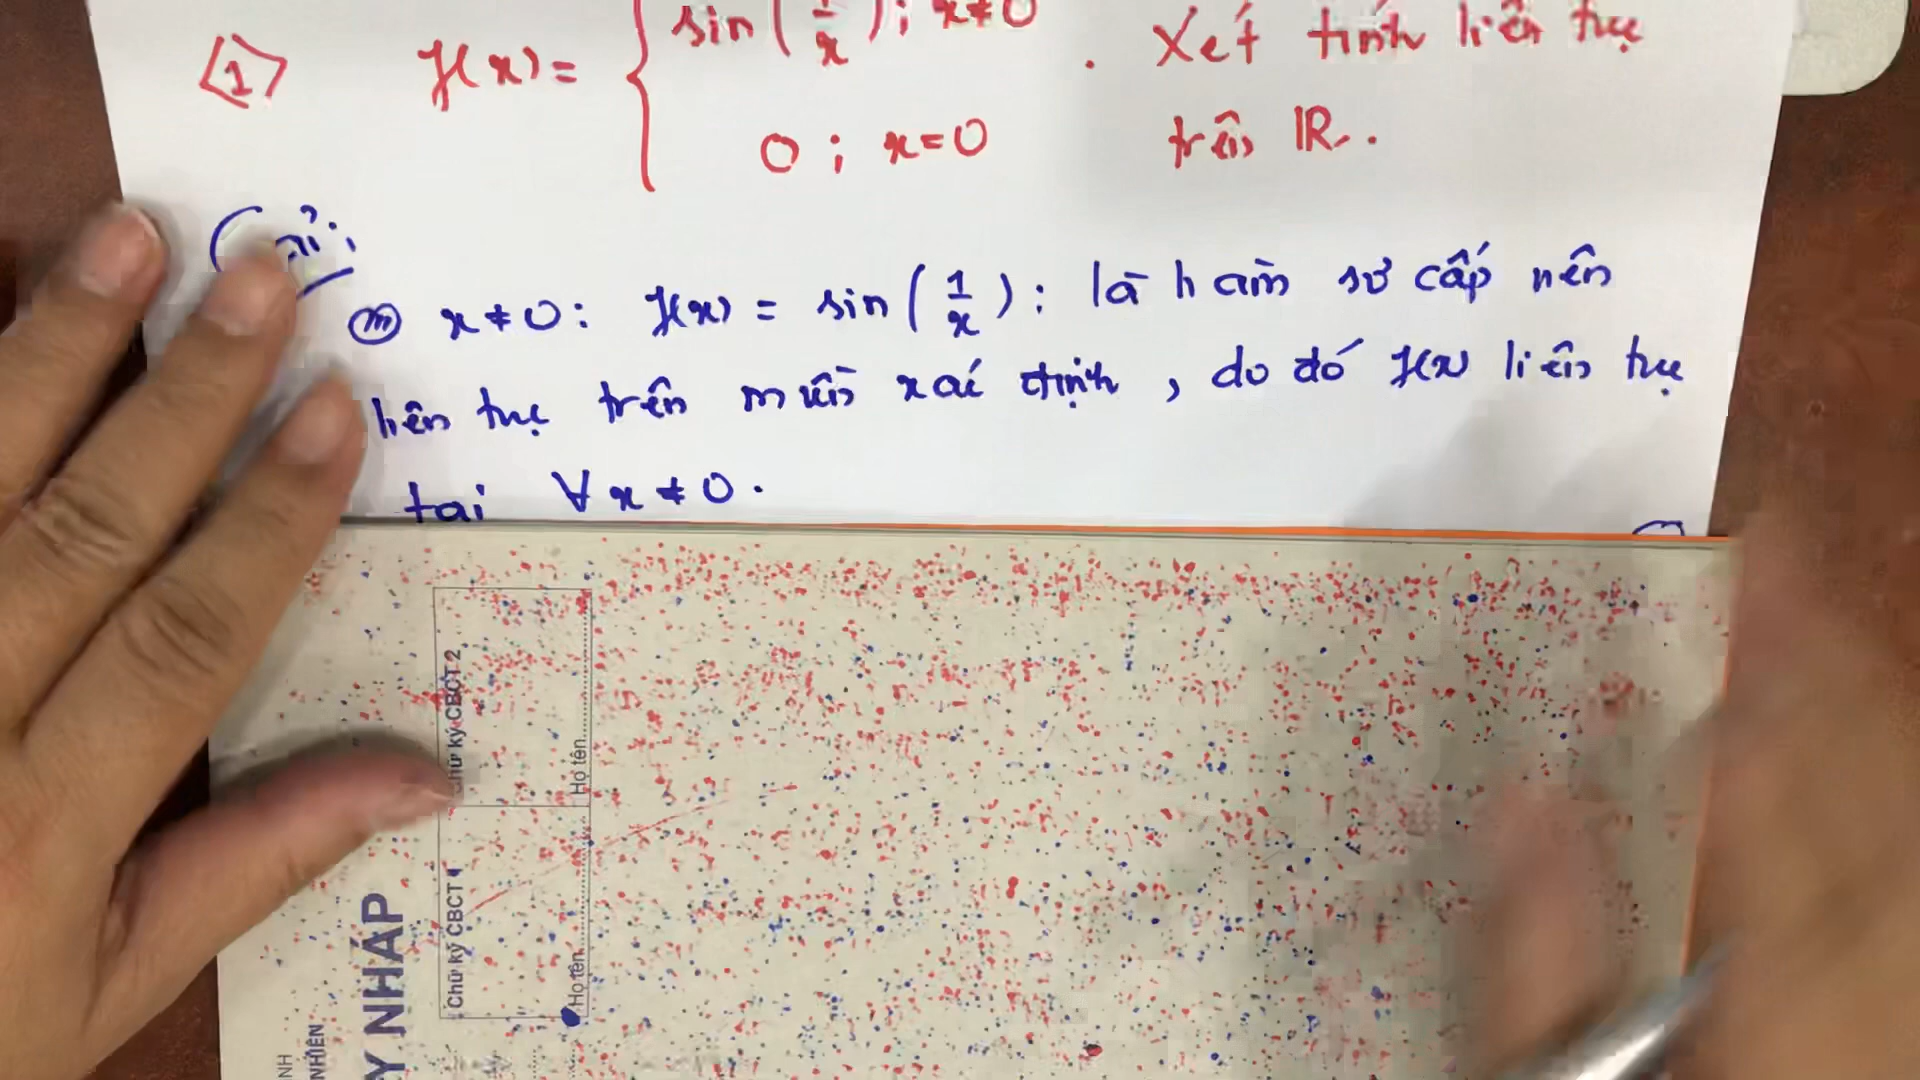 <1> f(x) = { sin(1/x); x≠0 . Xét tính liên tục
0 ; x=0 trên ℝ.
Giải:
x≠0: f(x) = sin(1/x): là hàm sơ cấp nên
liên tục trên miền xác định, do đó f(x) liên tục
tại ∀x≠0.
Chữ ký CBCT 1
Chữ ký CBCT 2
Họ tên
Họ tên
Y NHÁP
NH
NHIÊN